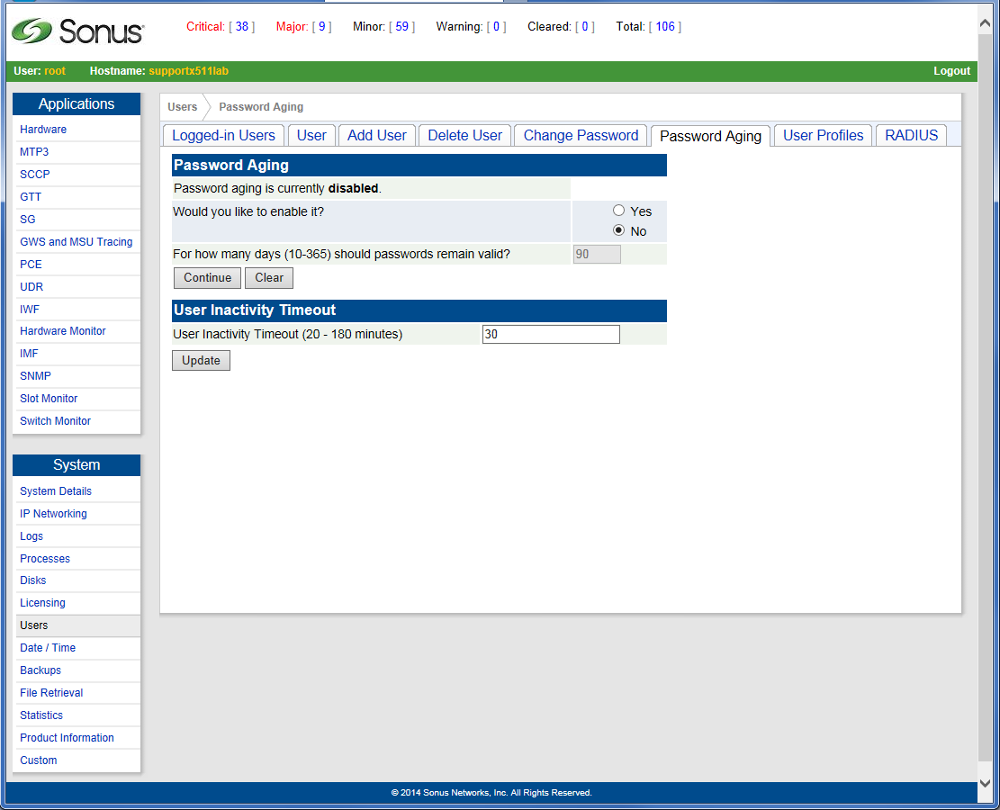 Sonus Critical: [ 38 ] Major: [ 9 ] Minor: [ 59 ] Warning: [ 0 ] Cleared: [ 0 ] Total: [ 106 ]
User: root Hostname: supportx511lab Logout
Applications
Hardware
MTP3
SCCP
GTT
SG
GWS and MSU Tracing
PCE
UDR
IWF
Hardware Monitor
IMF
SNMP
Slot Monitor
Switch Monitor
System
System Details
IP Networking
Logs
Processes
Disks
Licensing
Users
Date / Time
Backups
File Retrieval
Statistics
Product Information
Custom
Users Password Aging
Logged-in Users User Add User Delete User Change Password Password Aging User Profiles RADIUS
Password Aging
Password aging is currently disabled.
Would you like to enable it? Yes
No
For how many days (10-365) should passwords remain valid? 90
Continue Clear
User Inactivity Timeout
User Inactivity Timeout (20 - 180 minutes) 30
Update
© 2014 Sonus Networks, Inc. All Rights Reserved.